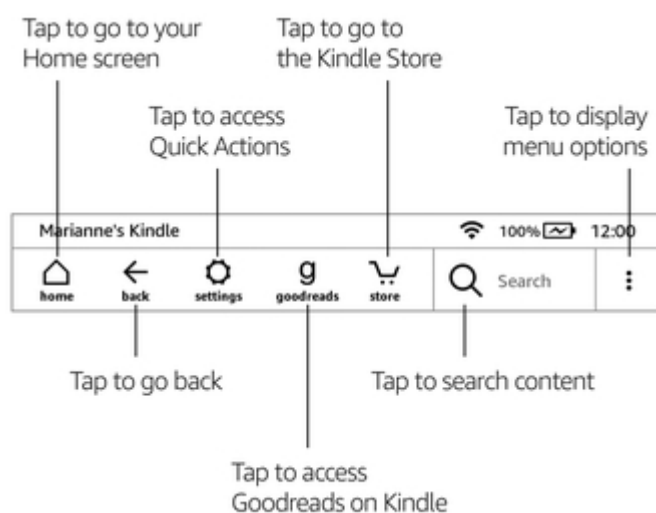 Tap to go to your
Home screen
Tap to go to
the Kindle Store
Tap to access
Quick Actions
Tap to display
menu options
Marianne's Kindle
100%
12:00
home
back
settings
g
goodreads
store
Search
Tap to go back
Tap to search content
Tap to access
Goodreads on Kindle